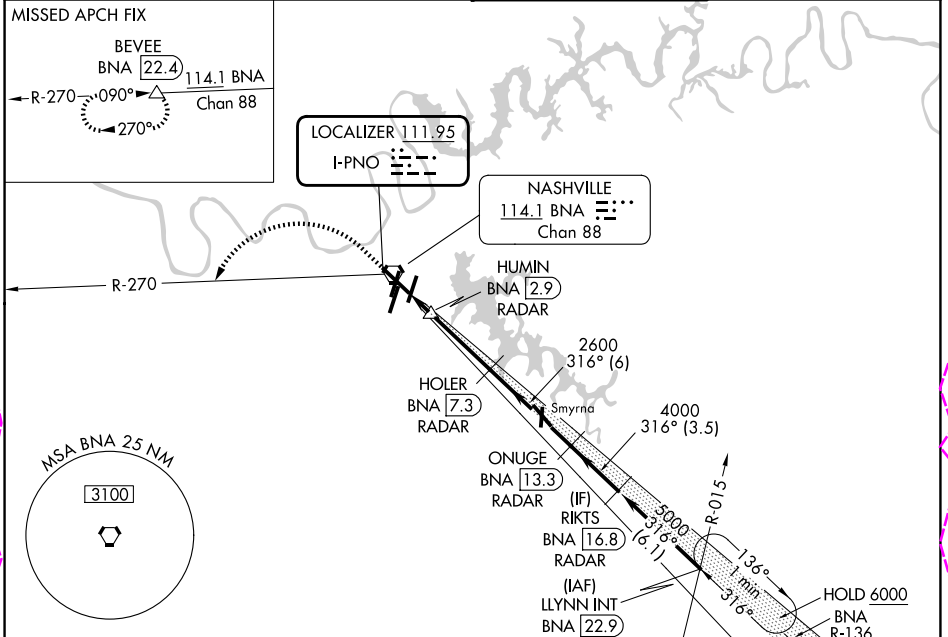 MISSED APCH FIX
BEVEE
BNA 22.4
114.1 BNA
Chan 88
R-270
090°
270°
LOCALIZER 111.95
I-PNO
NASHVILLE
114.1 BNA
Chan 88
R-270
HUMIN
BNA 2.9
RADAR
2600
316° (6)
HOLER
BNA 7.3
RADAR
Smyrna
4000
316° (3.5)
MSA BNA 25 NM
3100
ONUGE
BNA 13.3
RADAR
(IF)
RIKTS
BNA 16.8
RADAR
5000
316°
(6.1)
R-015
136°
1 min
316°
(IAF)
LLYNN INT
BNA 22.9
HOLD 6000
BNA
R-136